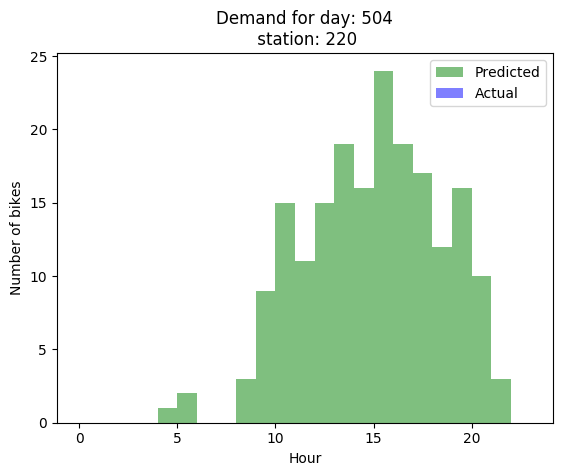 Demand for day: 504
station: 220
Predicted
Actual
25
20
15
10
5
0
Number of bikes
0
5
10
15
20
Hour